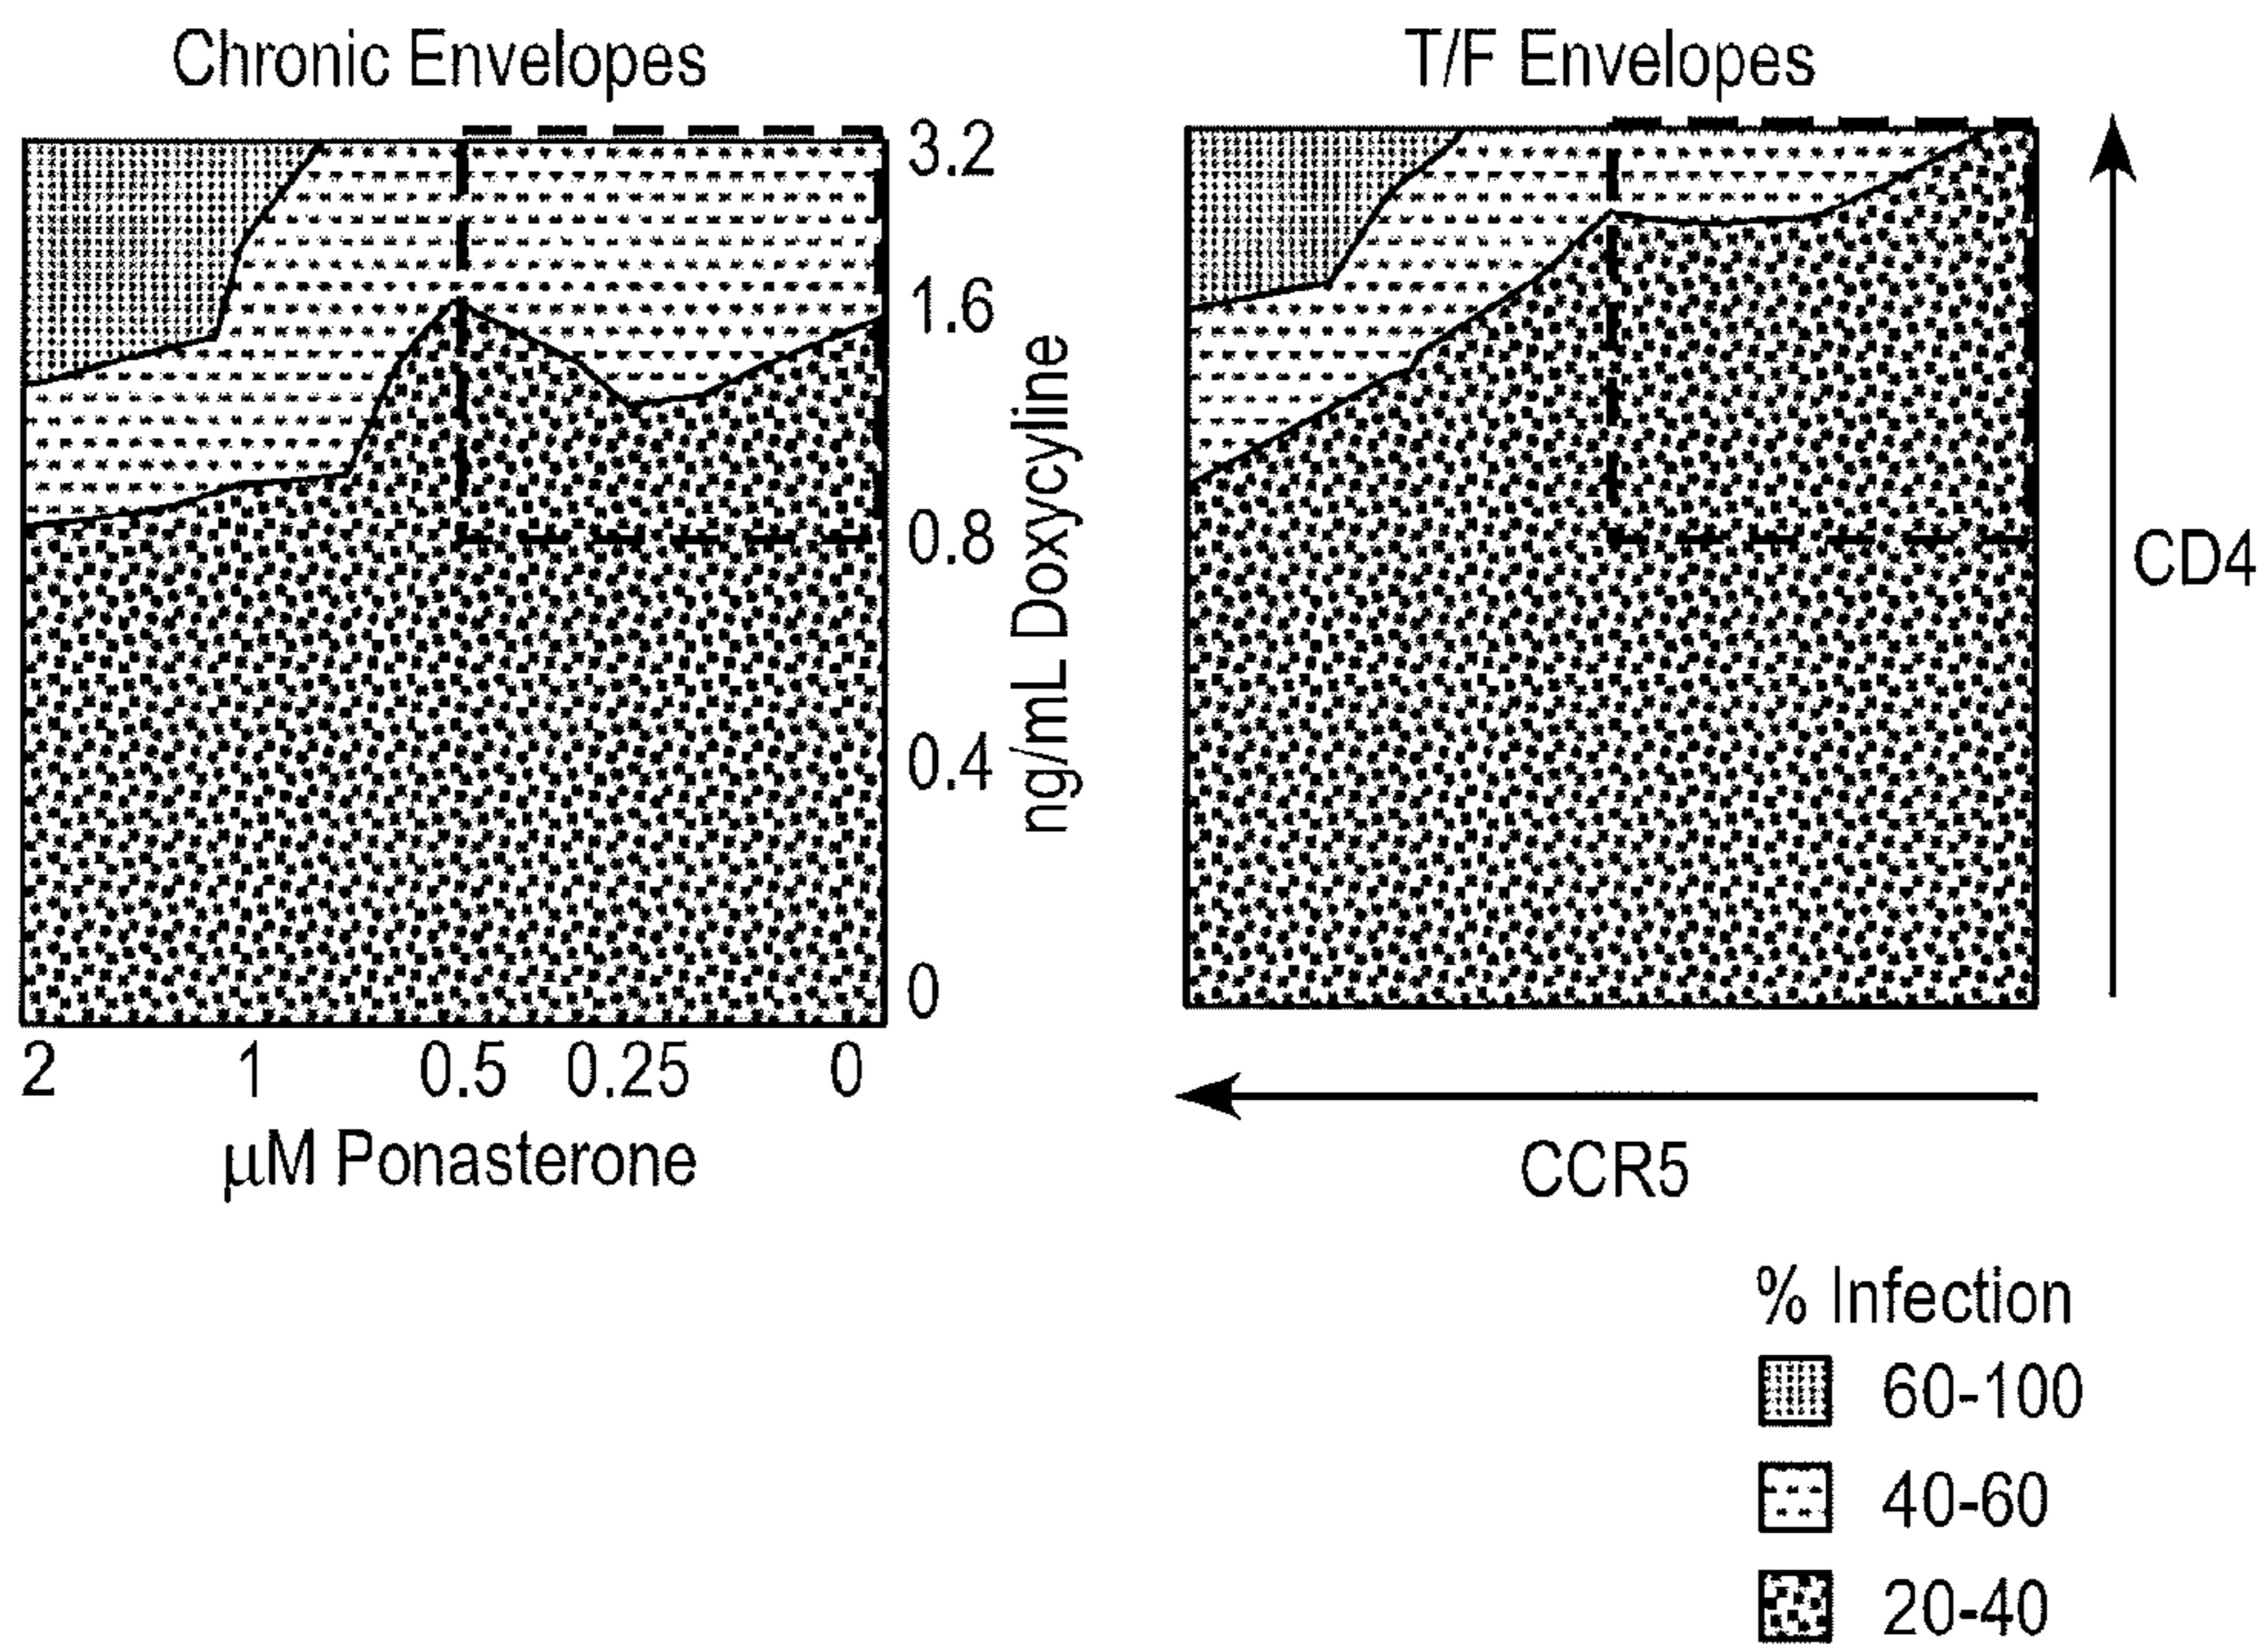 Chronic Envelopes
T/F Envelopes
3.2
1.6
0.8
0.4
0
ng/mL Doxycyline
CD4
2 1 0.5 0.25 0
µM Ponasterone
CCR5
% Infection
60-100
40-60
20-40